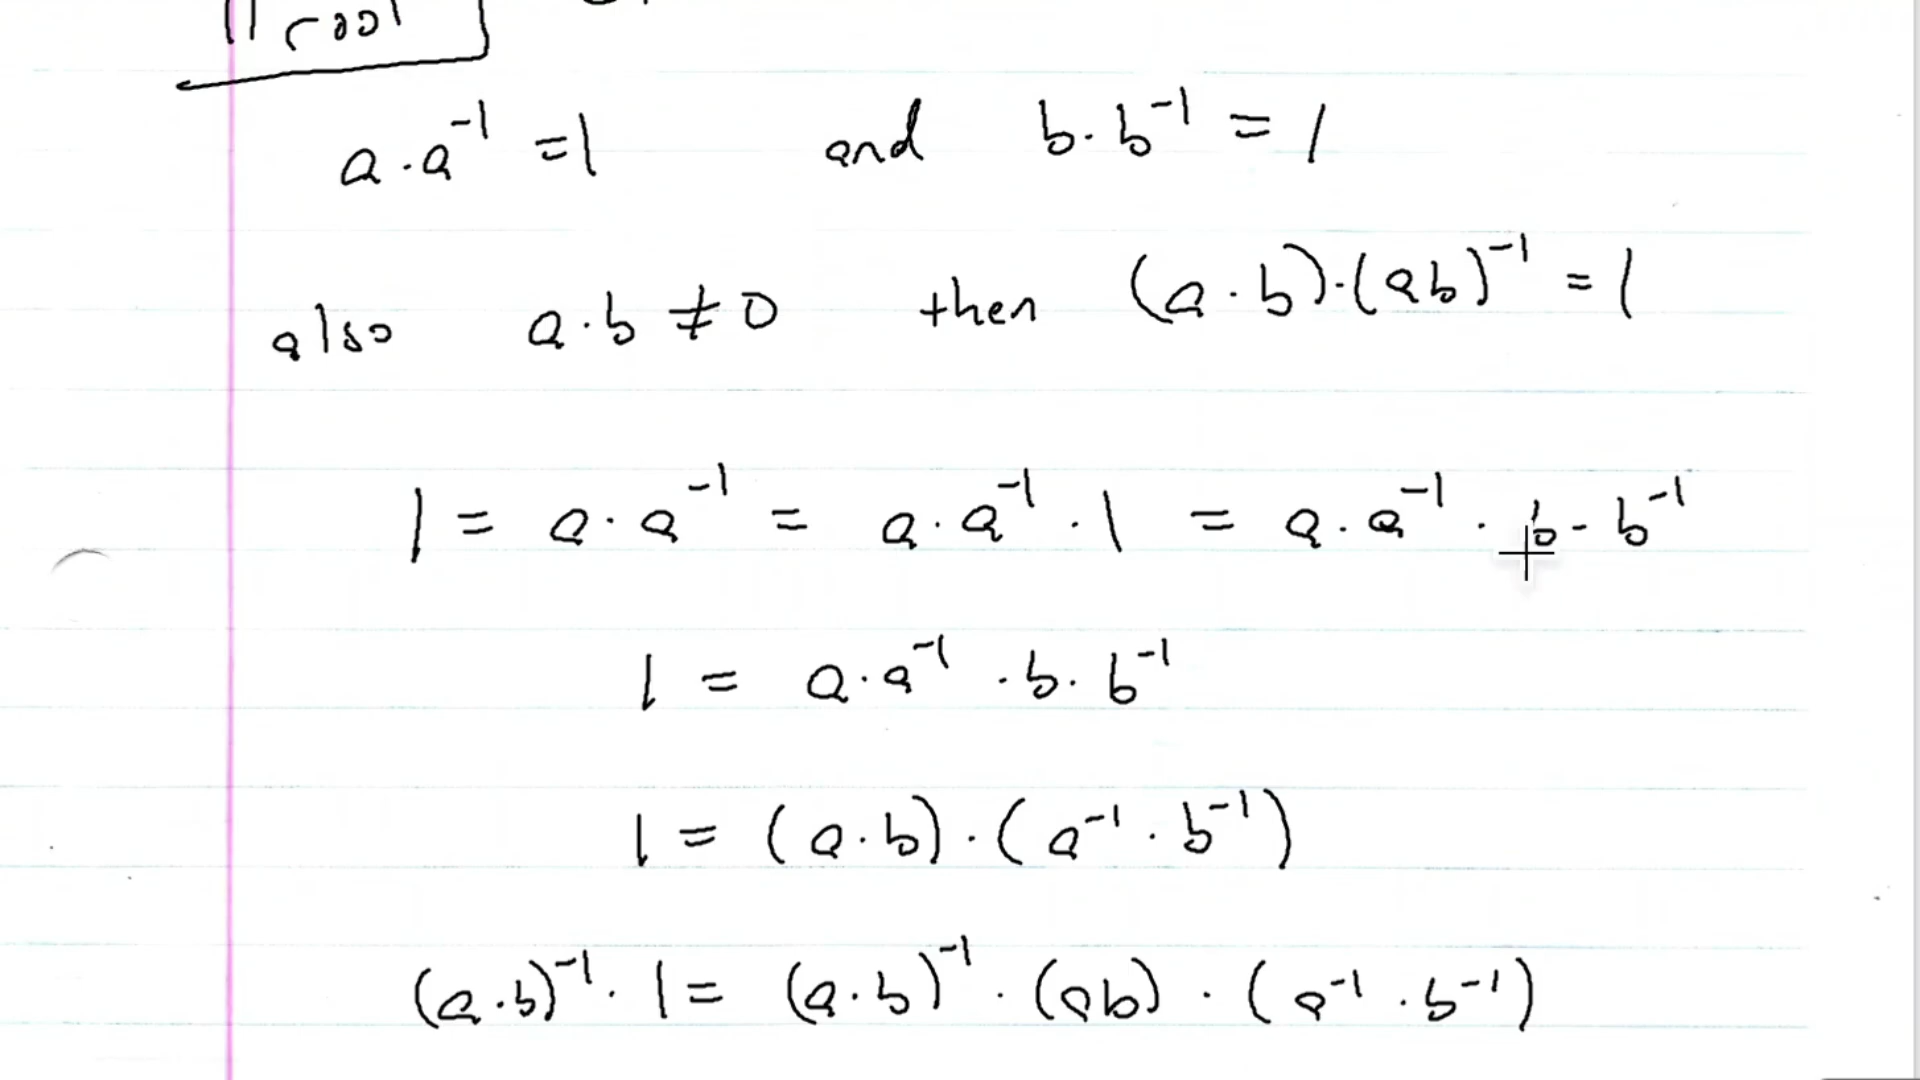 Proof
a · a⁻¹ = 1 and b · b⁻¹ = 1
also a · b ≠ 0 then (a · b) · (ab)⁻¹ = 1
1 = a · a⁻¹ = a · a⁻¹ · 1 = a · a⁻¹ · b · b⁻¹
1 = a · a⁻¹ · b · b⁻¹
1 = (a · b) · (a⁻¹ · b⁻¹)
(a · b)⁻¹ · 1 = (a · b)⁻¹ · (ab) · (a⁻¹ · b⁻¹)